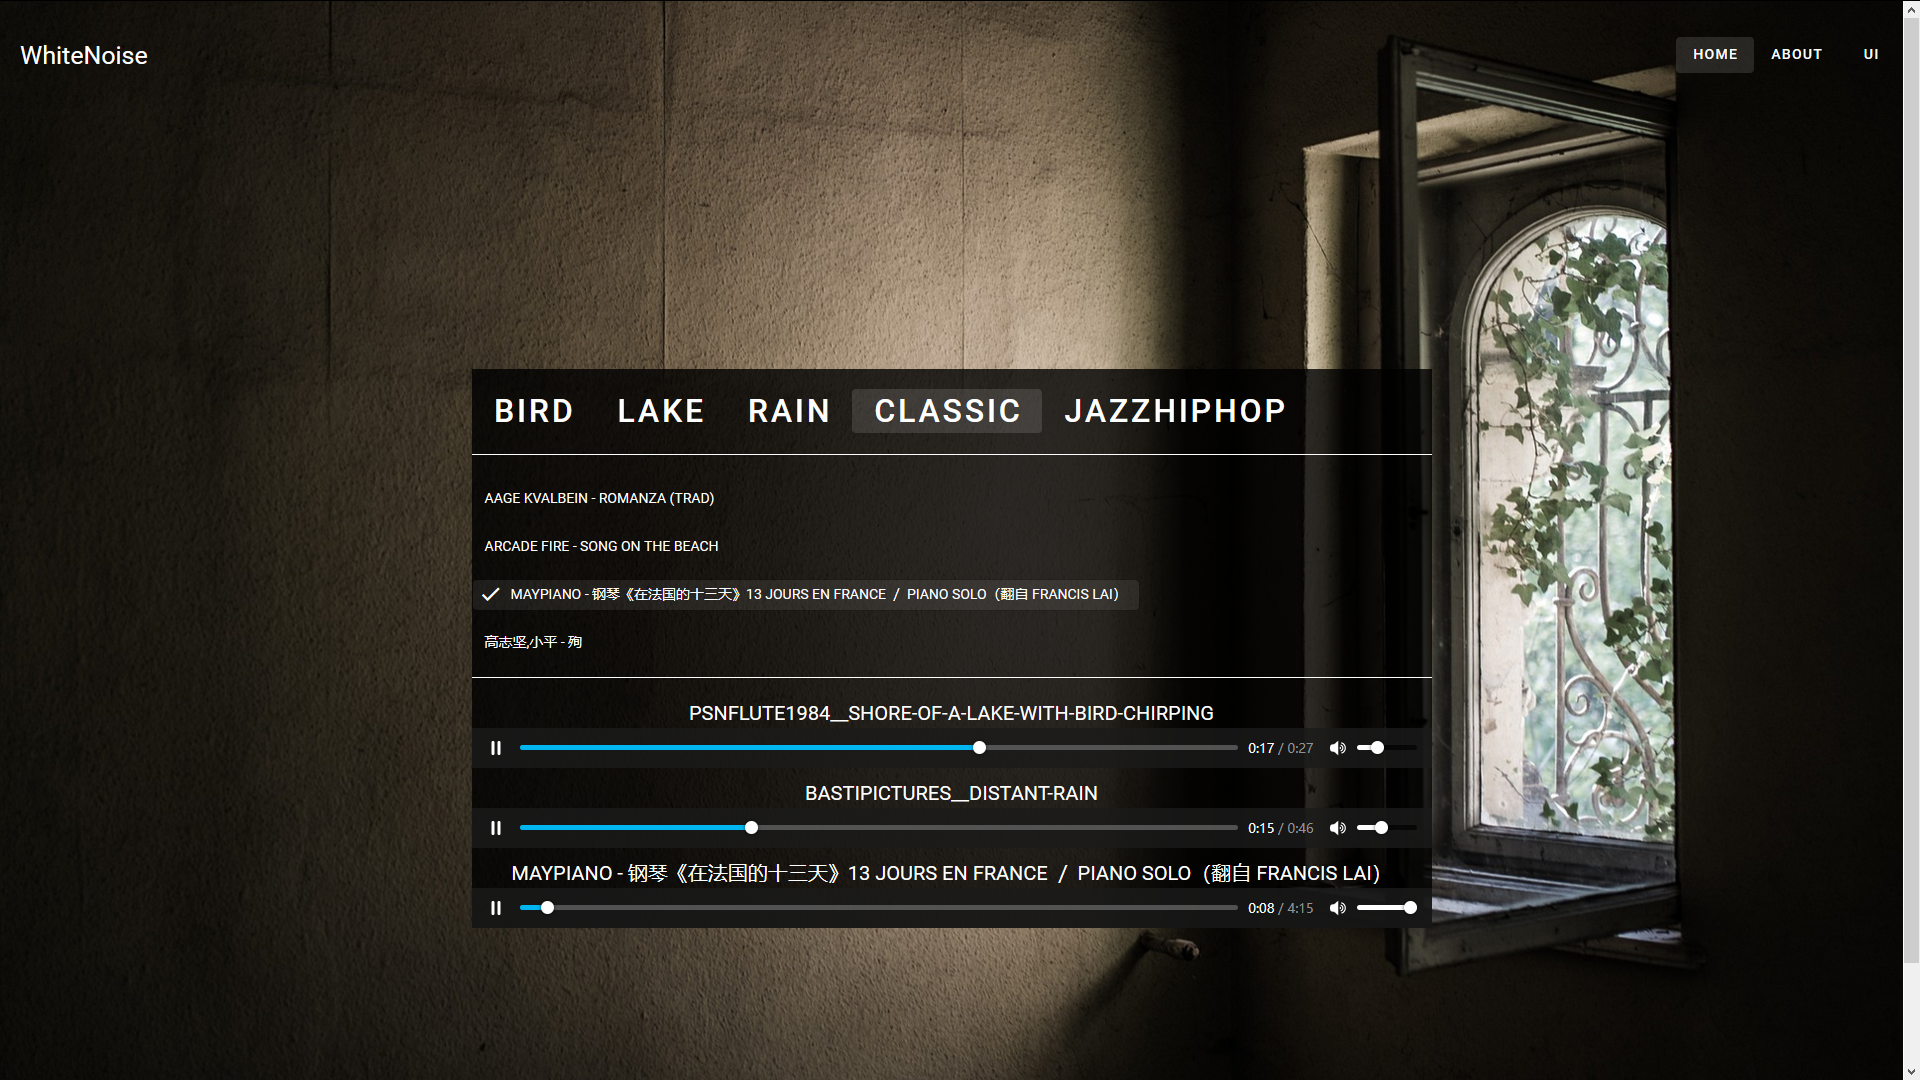 WhiteNoise
HOME ABOUT UI
BIRD LAKE RAIN CLASSIC JAZZHIPHOP
AAGE KVALBEIN - ROMANZA (TRAD)
ARCADE FIRE - SONG ON THE BEACH
MAYPIANO - 钢琴《在法国的十三天》13 JOURS EN FRANCE / PIANO SOLO（翻自 FRANCIS LAI）
高志坚,小平 - 殉
PSNFLUTE1984__SHORE-OF-A-LAKE-WITH-BIRD-CHIRPING
0:17 / 0:27
BASTIPICTURES__DISTANT-RAIN
0:15 / 0:46
MAYPIANO - 钢琴《在法国的十三天》13 JOURS EN FRANCE / PIANO SOLO（翻自 FRANCIS LAI）
0:08 / 4:15